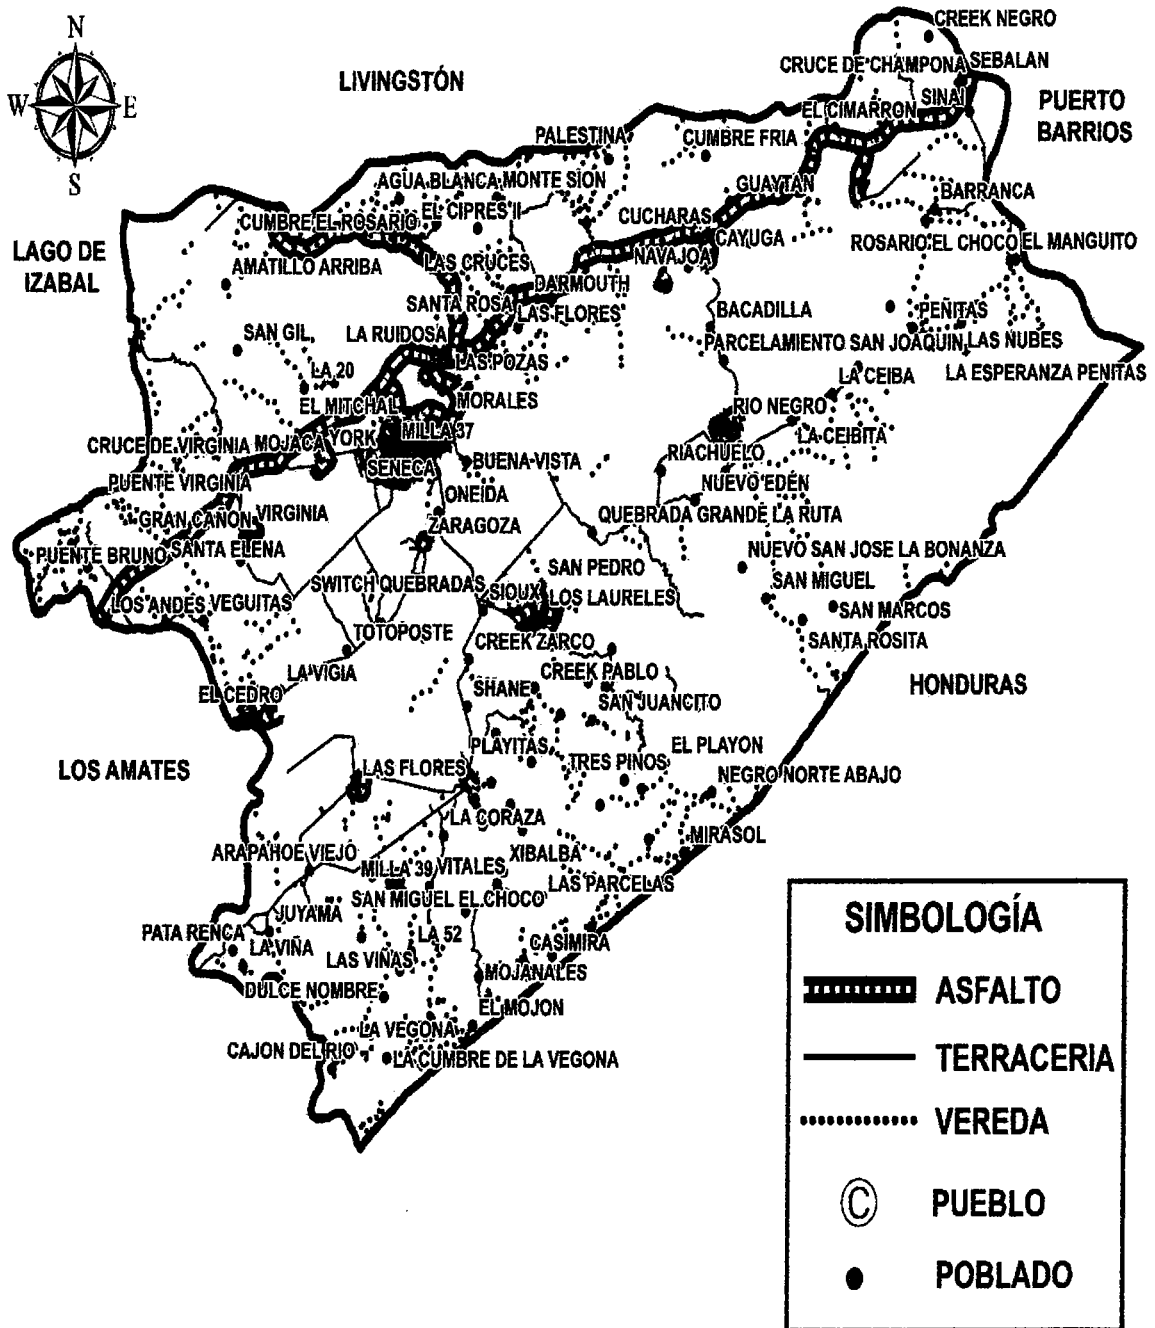 N
W
E
S
LIVINGSTÓN
CREEK NEGRO
CRUCE DE CHAMPONA
SEBALAN
EL CIMARRON
SINAI
PUERTO
BARRIOS
PALESTINA
CUMBRE FRIA
AGUA BLANCA
MONTE SION
GUAYTAN
BARRANCA
CUMBRE EL ROSARIO
EL CIPRES II
CUCHARAS
CAYUGA
ROSARIO EL CHOCO
EL MANGUITO
LAGO DE
IZABAL
AMATILLO ARRIBA
LAS CRUCES
NAVAJOA
DARMOUTH
SANTA ROSA
LAS FLORES
BACADILLA
PEÑITAS
SAN GIL
LA RUIDOSA
PARCELAMIENTO SAN JOAQUIN
LAS NUBES
LAS POZAS
LA 20
LA CEIBA
LA ESPERANZA PENITAS
EL MITCHAL
MORALES
RIO NEGRO
CRUCE DE VIRGINIA
MOJACA
YORK
MILLA 37
LA CEIBITA
SENECA
BUENA VISTA
RIACHUELO
PUENTE VIRGINIA
ONEIDA
NUEVO EDÉN
GRAN CAÑON
VIRGINIA
ZARAGOZA
QUEBRADA GRANDE LA RUTA
PUENTE BRUNO
SANTA ELENA
NUEVO SAN JOSE LA BONANZA
SAN PEDRO
SWITCH QUEBRADAS
SIOUX
LOS LAURELES
SAN MIGUEL
LOS ANDES
VEGUITAS
SAN MARCOS
TOTOPOSTE
CREEK ZARCO
SANTA ROSITA
LA VIGIA
CREEK PABLO
HONDURAS
EL CEDRO
SHANE
SAN JUANCITO
PLAYITAS
EL PLAYON
LOS AMATES
LAS FLORES
TRES PINOS
NEGRO NORTE ABAJO
LA CORAZA
MIRASOL
ARAPAHOE VIEJO
XIBALBA
MILLA 39
VITALES
LAS PARCELAS
SAN MIGUEL EL CHOCO
JUYAMA
PATA RENCA
LA VIÑA
LA 52
CASIMIRA
LAS VIÑAS
MOJANALES
DULCE NOMBRE
EL MOJON
LA VEGONA
CAJON DEL RIO
LA CUMBRE DE LA VEGONA
SIMBOLOGÍA
ASFALTO
TERRACERIA
VEREDA
© PUEBLO
POBLADO